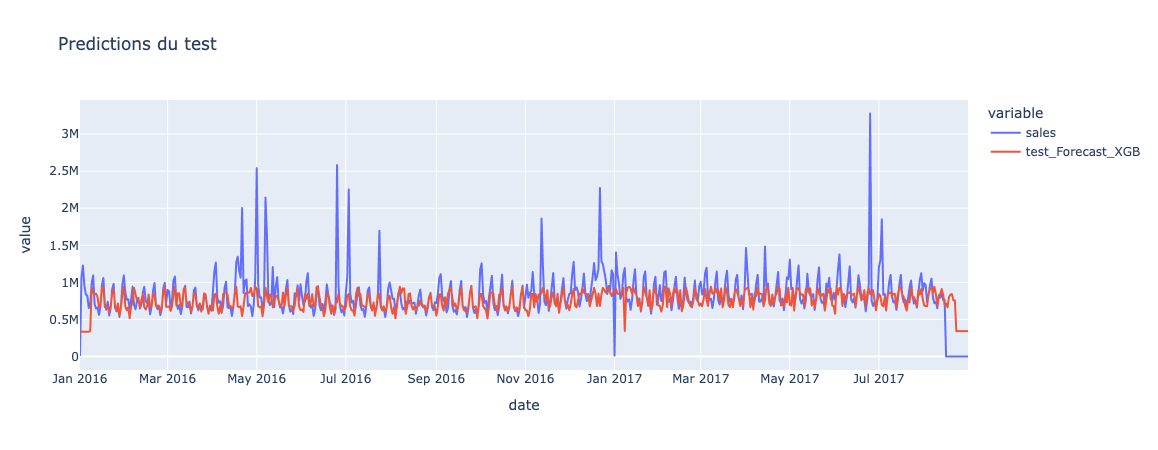 Predictions du test
variable
sales
test_Forecast_XGB
3M
2.5M
2M
1.5M
1M
0.5M
0
value
Jan 2016
Mar 2016
May 2016
Jul 2016
Sep 2016
Nov 2016
Jan 2017
Mar 2017
May 2017
Jul 2017
date